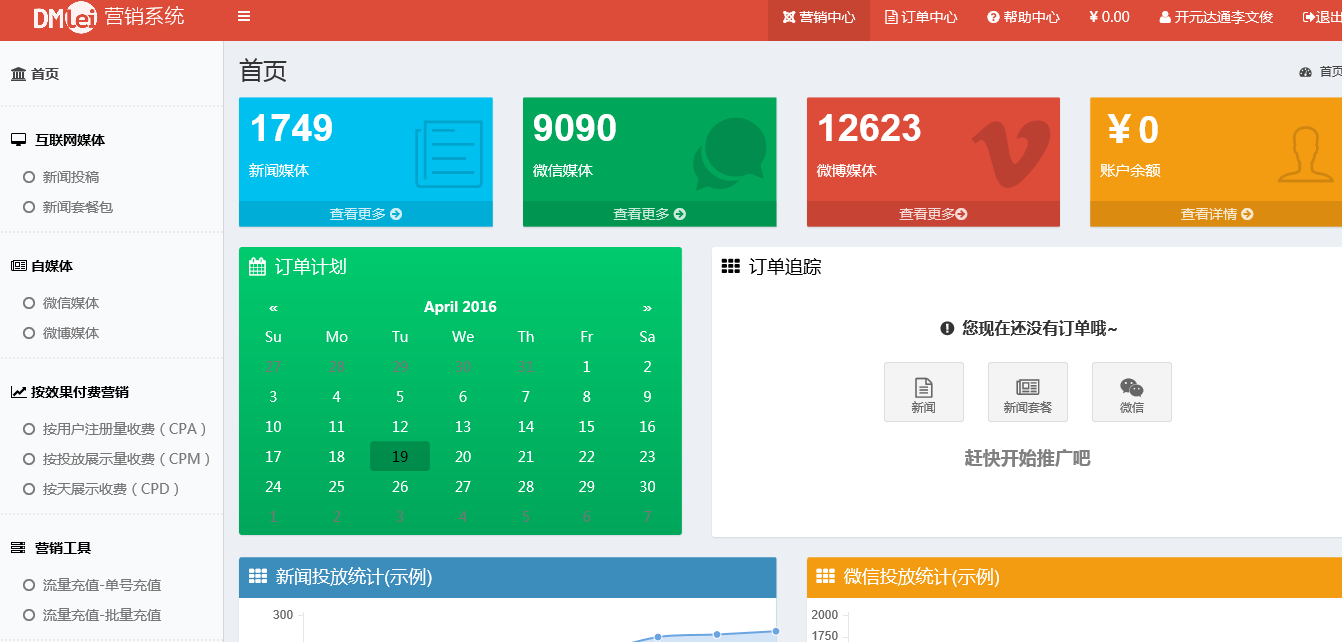 DMLei 营销系统
营销中心 订单中心 帮助中心 ¥ 0.00 开元达通李文俊 退出
首页
互联网媒体
新闻投稿
新闻套餐包
自媒体
微信媒体
微博媒体
按效果付费营销
按用户注册量收费（CPA）
按投放展示量收费（CPM）
按天展示收费（CPD）
营销工具
流量充值-单号充值
流量充值-批量充值
首页
首页
1749
新闻媒体
查看更多
9090
微信媒体
查看更多
12623
微博媒体
查看更多
¥ 0
账户余额
查看详情
订单计划
« April 2016 »
Su Mo Tu We Th Fr Sa
27 28 29 30 31 1 2
3 4 5 6 7 8 9
10 11 12 13 14 15 16
17 18 19 20 21 22 23
24 25 26 27 28 29 30
1 2 3 4 5 6 7
订单追踪
您现在还没有订单哦~
新闻 新闻套餐 微信
赶快开始推广吧
新闻投放统计(示例)
300
微信投放统计(示例)
2000
1750